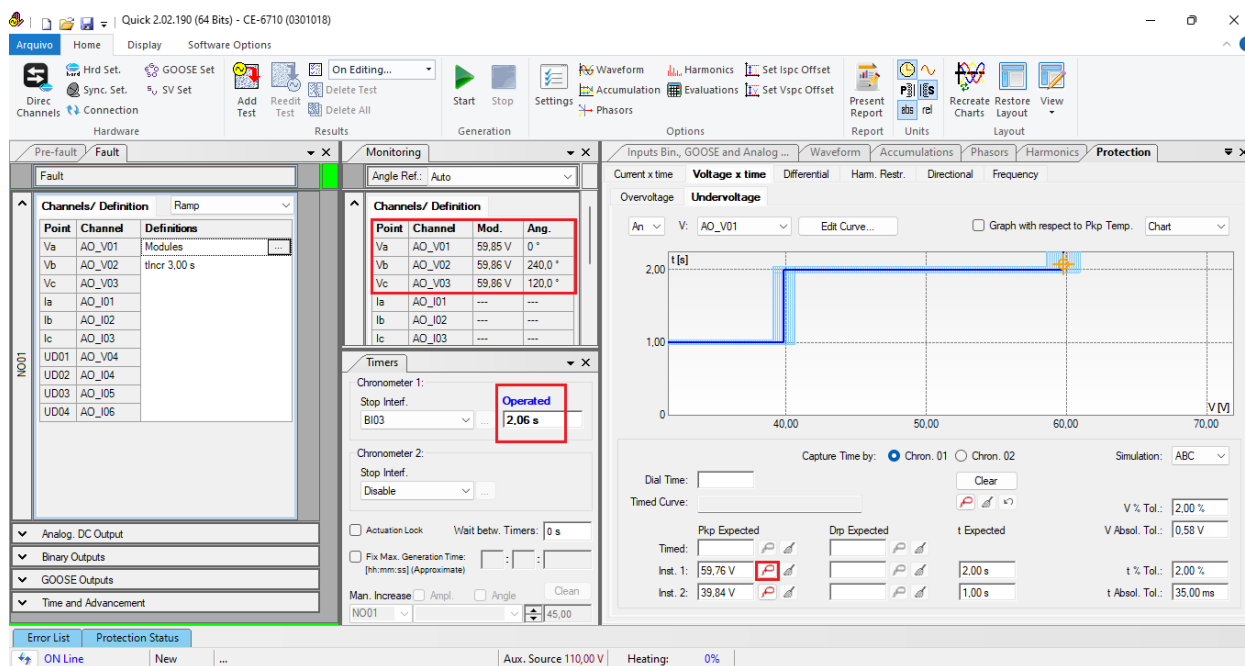 Quick 2.02.190 (64 Bits) - CE-6710 (0301018)
Arquivo Home Display Software Options
Direc Channels
Hrd Set.
Sync. Set.
Connection
GOOSE Set
SV Set
Hardware
Add Test
Reedit Test
On Editing...
Delete Test
Delete All
Results
Start Stop
Generation
Settings
Waveform Harmonics Set Ispc Offset
Accumulation Evaluations Set Vspc Offset
Phasors
Options
Present Report
Report
abs rel
Units
Recreate Charts
Restore Layout
View
Layout
Pre-fault Fault
Fault
NO01
Channels/ Definition Ramp
Point Channel Definitions
Va AO_V01 Modules ...
Vb AO_V02 tIncr 3,00 s
Vc AO_V03
Ia AO_I01
Ib AO_I02
Ic AO_I03
UD01 AO_V04
UD02 AO_I04
UD03 AO_I05
UD04 AO_I06
Analog. DC Output
Binary Outputs
GOOSE Outputs
Time and Advancement
Monitoring
Angle Ref.: Auto
Channels/ Definition
Point Channel Mod. Ang.
Va AO_V01 59,85 V 0 °
Vb AO_V02 59,86 V 240,0 °
Vc AO_V03 59,86 V 120,0 °
Ia AO_I01 --- ---
Ib AO_I02 --- ---
Ic AO_I03 --- ---
Timers
Chronometer 1:
Stop Interf. Operated
BI03 ... 2,06 s
Chronometer 2:
Stop Interf.
Disable ...
Actuation Lock Wait betw. Timers: 0 s
Fix Max. Generation Time:
[hh:mm:ss] (Approximate) : :
Clean
Man. Increase Ampl. Angle
NO01 45,00
Inputs Bin., GOOSE and Analog ... Waveform Accumulations Phasors Harmonics Protection
Current x time Voltage x time Differential Harm. Restr. Directional Frequency
Overvoltage Undervoltage
An V: AO_V01 Edit Curve... Graph with respect to Pkp Temp. Chart
t [s]
2,00
1,00
0
V [V]
40,00 50,00 60,00 70,00
Capture Time by: Chron. 01 Chron. 02 Simulation: ABC
Dial Time: Clear
Timed Curve:
V % Tol.: 2,00 %
Pkp Expected Drp Expected t Expected V Absol. Tol.: 0,58 V
Timed:
Inst. 1: 59,76 V 2,00 s t % Tol.: 2,00 %
Inst. 2: 39,84 V 1,00 s t Absol. Tol.: 35,00 ms
Error List Protection Status
ON Line New ... Aux. Source 110,00 V Heating: 0%